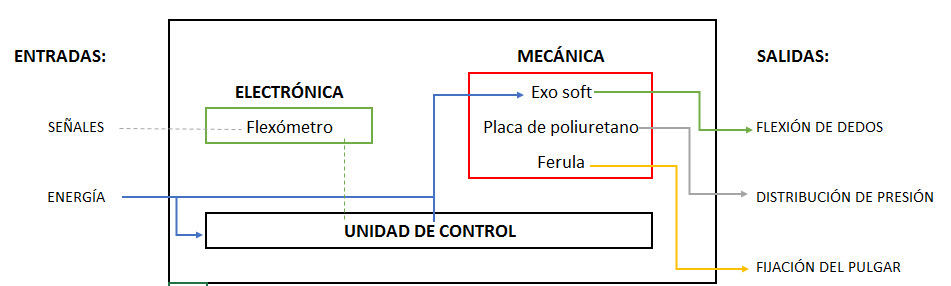 ENTRADAS:
MECÁNICA
SALIDAS:
ELECTRÓNICA
Exo soft
SEÑALES
Flexómetro
Placa de poliuretano
FLEXIÓN DE DEDOS
Ferula
ENERGÍA
DISTRIBUCIÓN DE PRESIÓN
UNIDAD DE CONTROL
FIJACIÓN DEL PULGAR